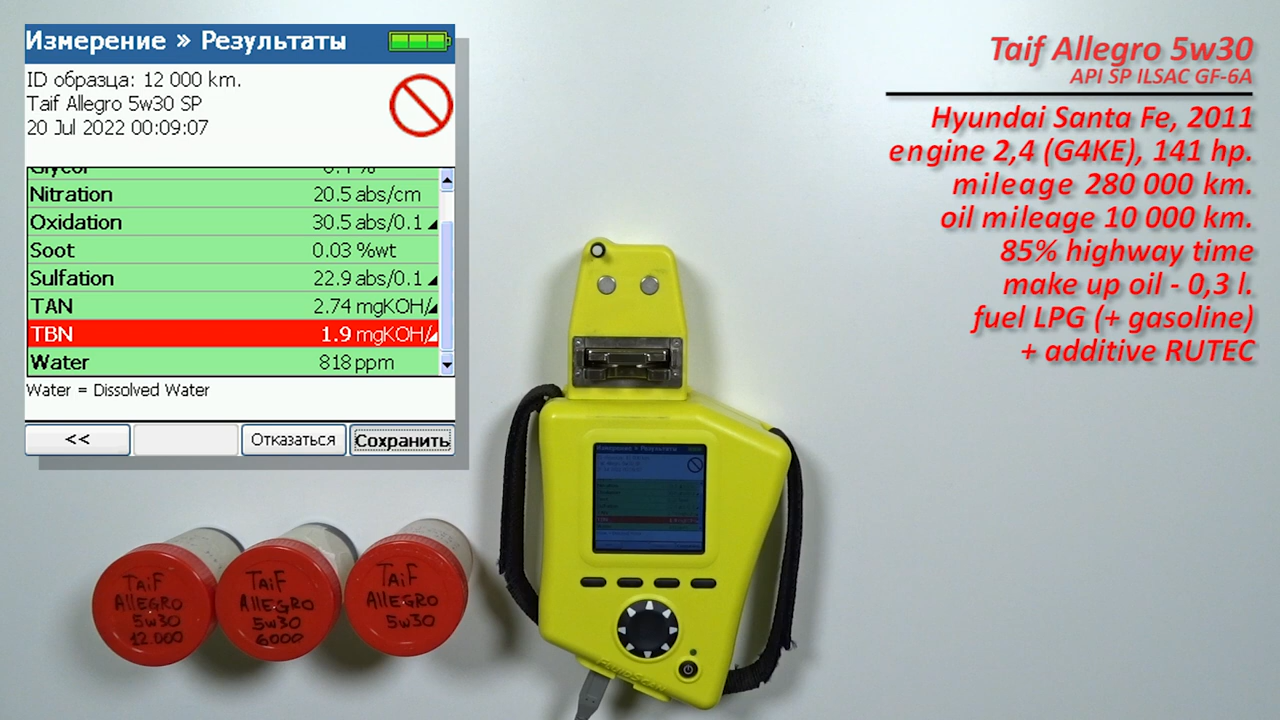 Измерение » Результаты
ID образца: 12 000 km.
Taif Allegro 5w30 SP
20 Jul 2022 00:09:07
Nitration 20.5 abs/cm
Oxidation 30.5 abs/0.1
Soot 0.03 %wt
Sulfation 22.9 abs/0.1
TAN 2.74 mgKOH/
TBN 1.9 mgKOH/
Water 818 ppm
Water = Dissolved Water
<< Отказаться Сохранить
Taif Allegro 5w30
API SP ILSAC GF-6A
Hyundai Santa Fe, 2011
engine 2,4 (G4KE), 141 hp.
mileage 280 000 km.
oil mileage 10 000 km.
85% highway time
make up oil - 0,3 l.
fuel LPG (+ gasoline)
+ additive RUTEC
TAiF
AllEGRO
5w30
12.000
TAiF
AllEGRO
5w30
6000
TAiF
AllEGRO
5w30